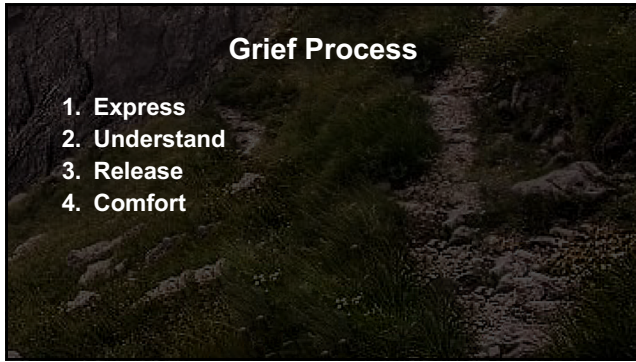 Grief Process
1. Express
2. Understand
3. Release
4. Comfort